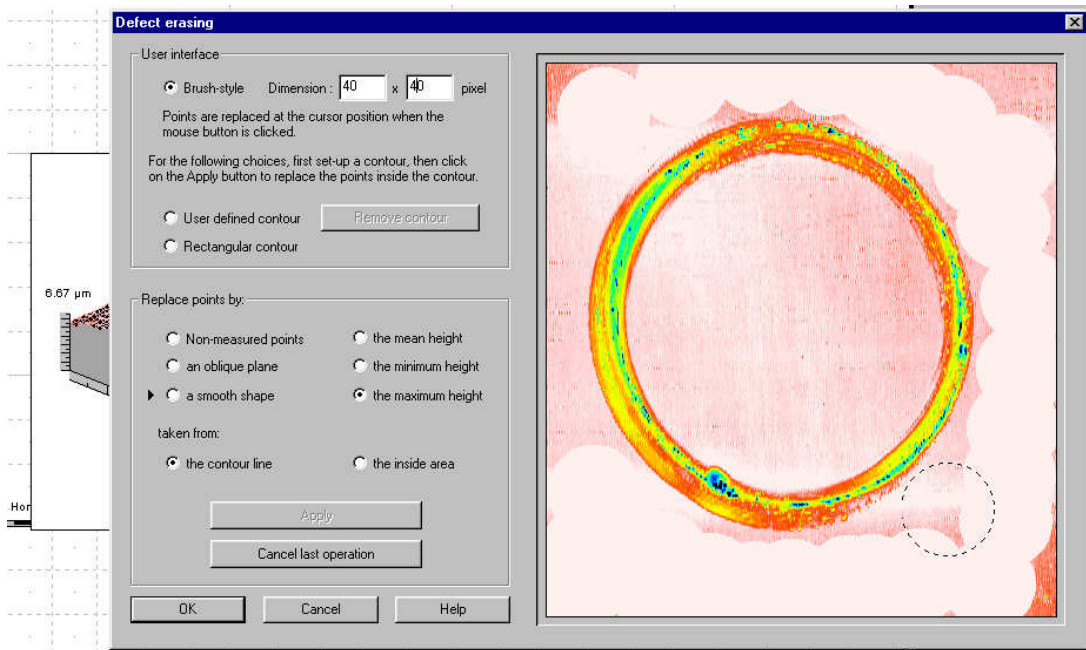 Defect erasing
User interface
Brush-style Dimension : 40 x 40 pixel
Points are replaced at the cursor position when the
mouse button is clicked.
For the following choices, first set-up a contour, then click
on the Apply button to replace the points inside the contour.
User defined contour Remove contour
Rectangular contour
6.67 µm
Replace points by:
Non-measured points the mean height
an oblique plane the minimum height
a smooth shape the maximum height
taken from:
the contour line the inside area
Hor
Apply
Cancel last operation
OK Cancel Help